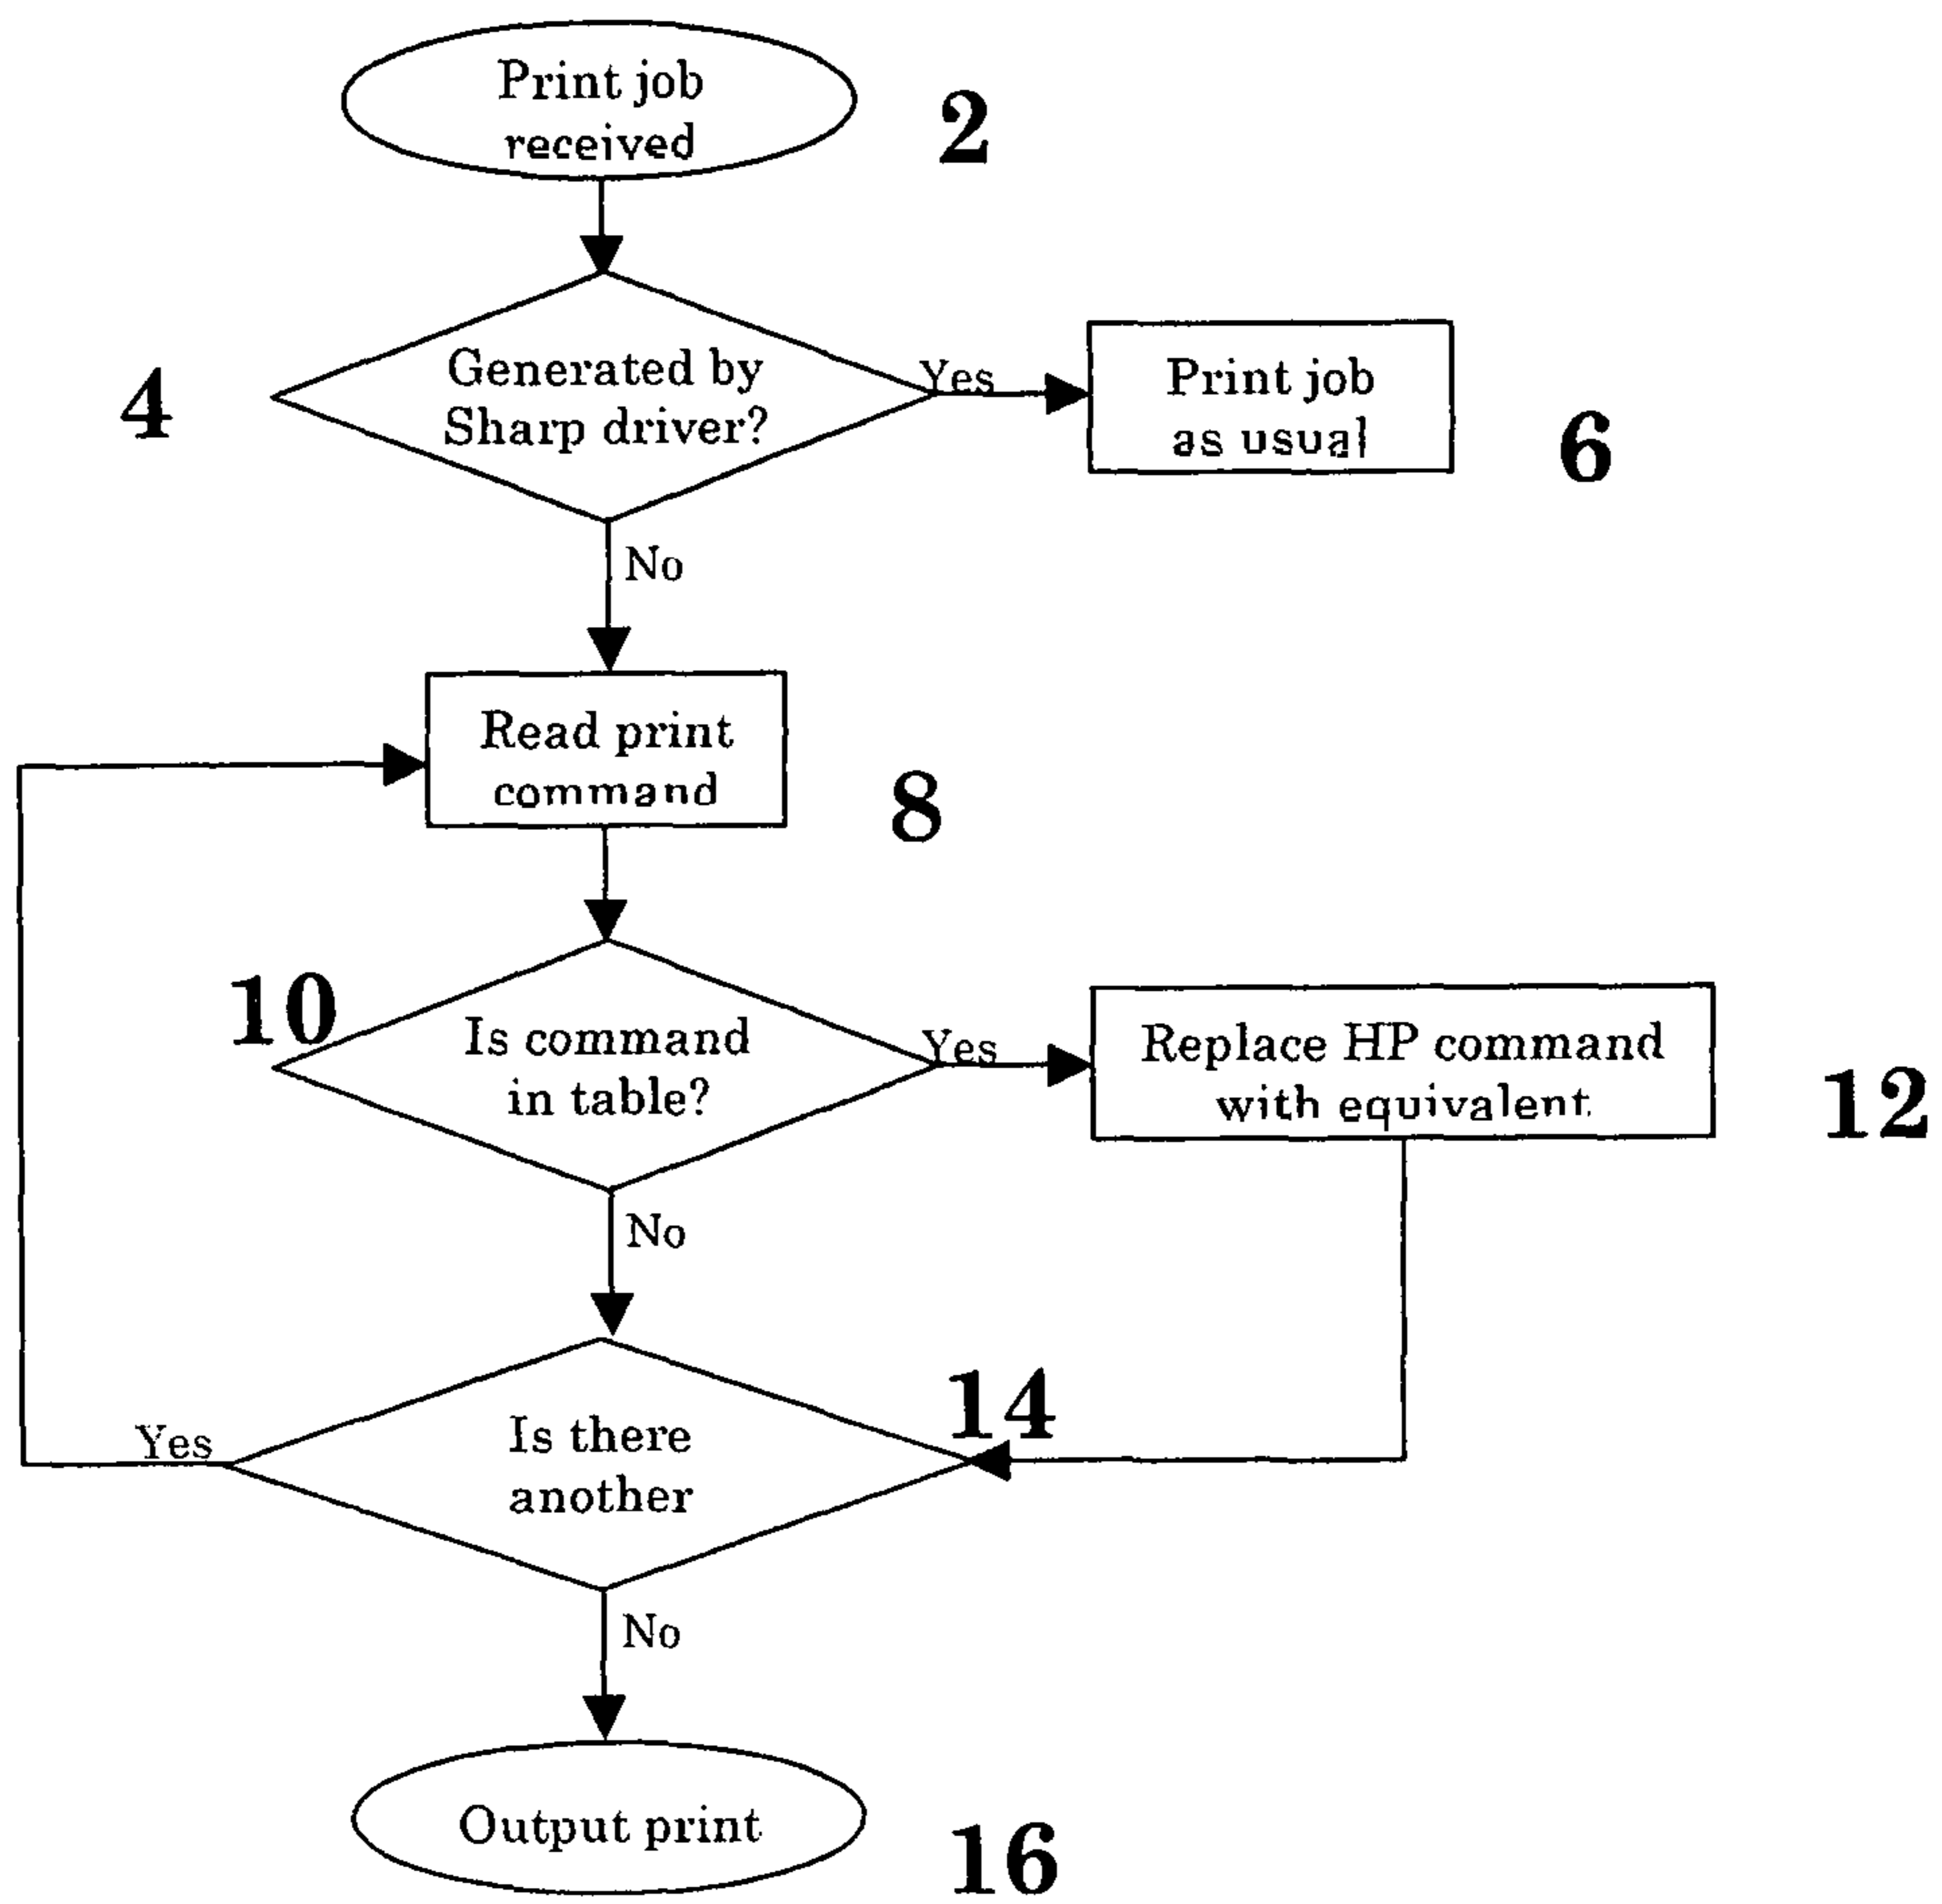 Print job
received
2
Generated by
Sharp driver?
4
Yes
Print job
as usual
6
No
Read print
command
8
10
Is command
in table?
Yes
Replace HP command
with equivalent
12
No
14
Is there
another
Yes
No
Output print
16